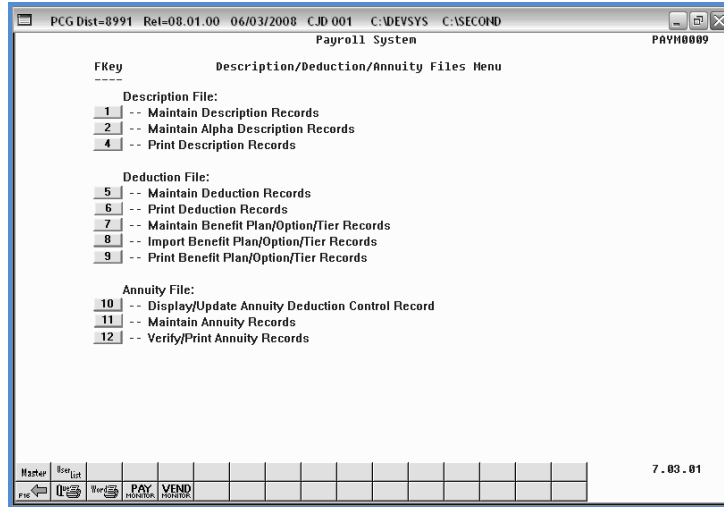 PCG Dist=8991 Rel=08.01.00 06/03/2008 CJD 001 C:\DEVSYS C:\SECOND
Payroll System PAYM0009
FKey Description/Deduction/Annuity Files Menu
----
Description File:
1 -- Maintain Description Records
2 -- Maintain Alpha Description Records
4 -- Print Description Records
Deduction File:
5 -- Maintain Deduction Records
6 -- Print Deduction Records
7 -- Maintain Benefit Plan/Option/Tier Records
8 -- Import Benefit Plan/Option/Tier Records
9 -- Print Benefit Plan/Option/Tier Records
Annuity File:
10 -- Display/Update Annuity Deduction Control Record
11 -- Maintain Annuity Records
12 -- Verify/Print Annuity Records
Master User List 7.03.01
F16 Que Word PAY MONITOR VEND MONITOR